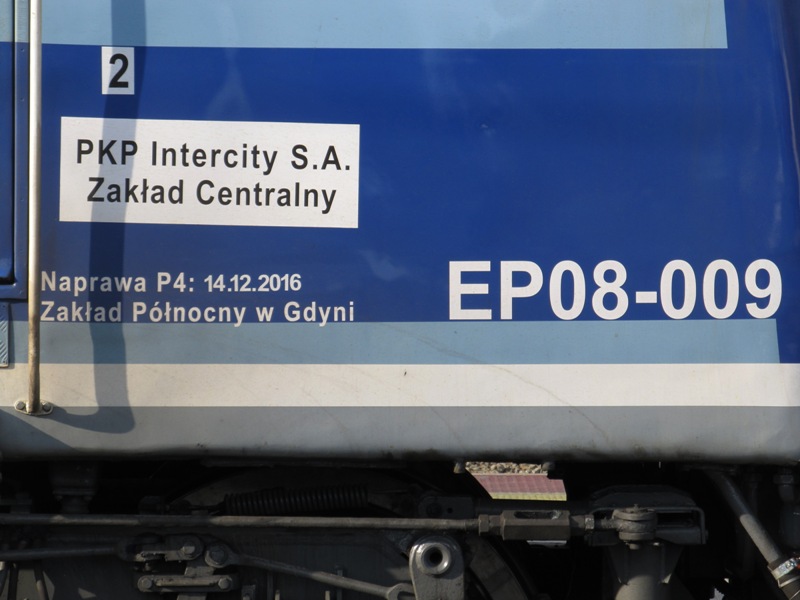 2
PKP Intercity S.A.
Zakład Centralny
Naprawa P4: 14.12.2016
Zakład Północny w Gdyni
EP08-009